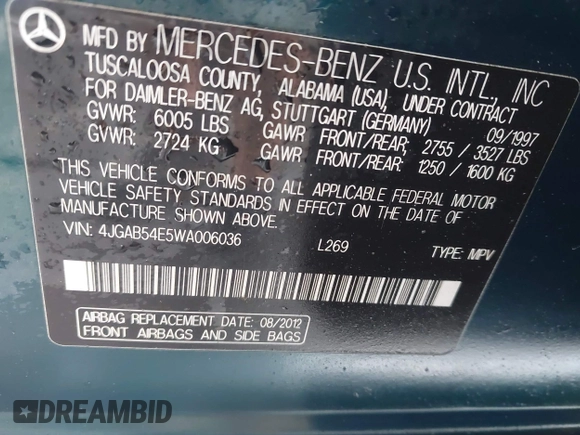 MFD BY MERCEDES-BENZ U.S. INTL., INC
TUSCALOOSA COUNTY, ALABAMA (USA), UNDER CONTRACT
FOR DAIMLER-BENZ AG, STUTTGART (GERMANY) 09/1997
GVWR: 6005 LBS GAWR FRONT/REAR: 2755 / 3527 LBS
GVWR: 2724 KG GAWR FRONT/REAR: 1250 / 1600 KG
THIS VEHICLE CONFORMS TO ALL APPLICABLE FEDERAL MOTOR
VEHICLE SAFETY STANDARDS IN EFFECT ON THE DATE OF
MANUFACTURE SHOWN ABOVE.
VIN: 4JGAB54E5WA006036 L269 TYPE: MPV
AIRBAG REPLACEMENT DATE: 08/2012
FRONT AIRBAGS AND SIDE BAGS
DREAMBID